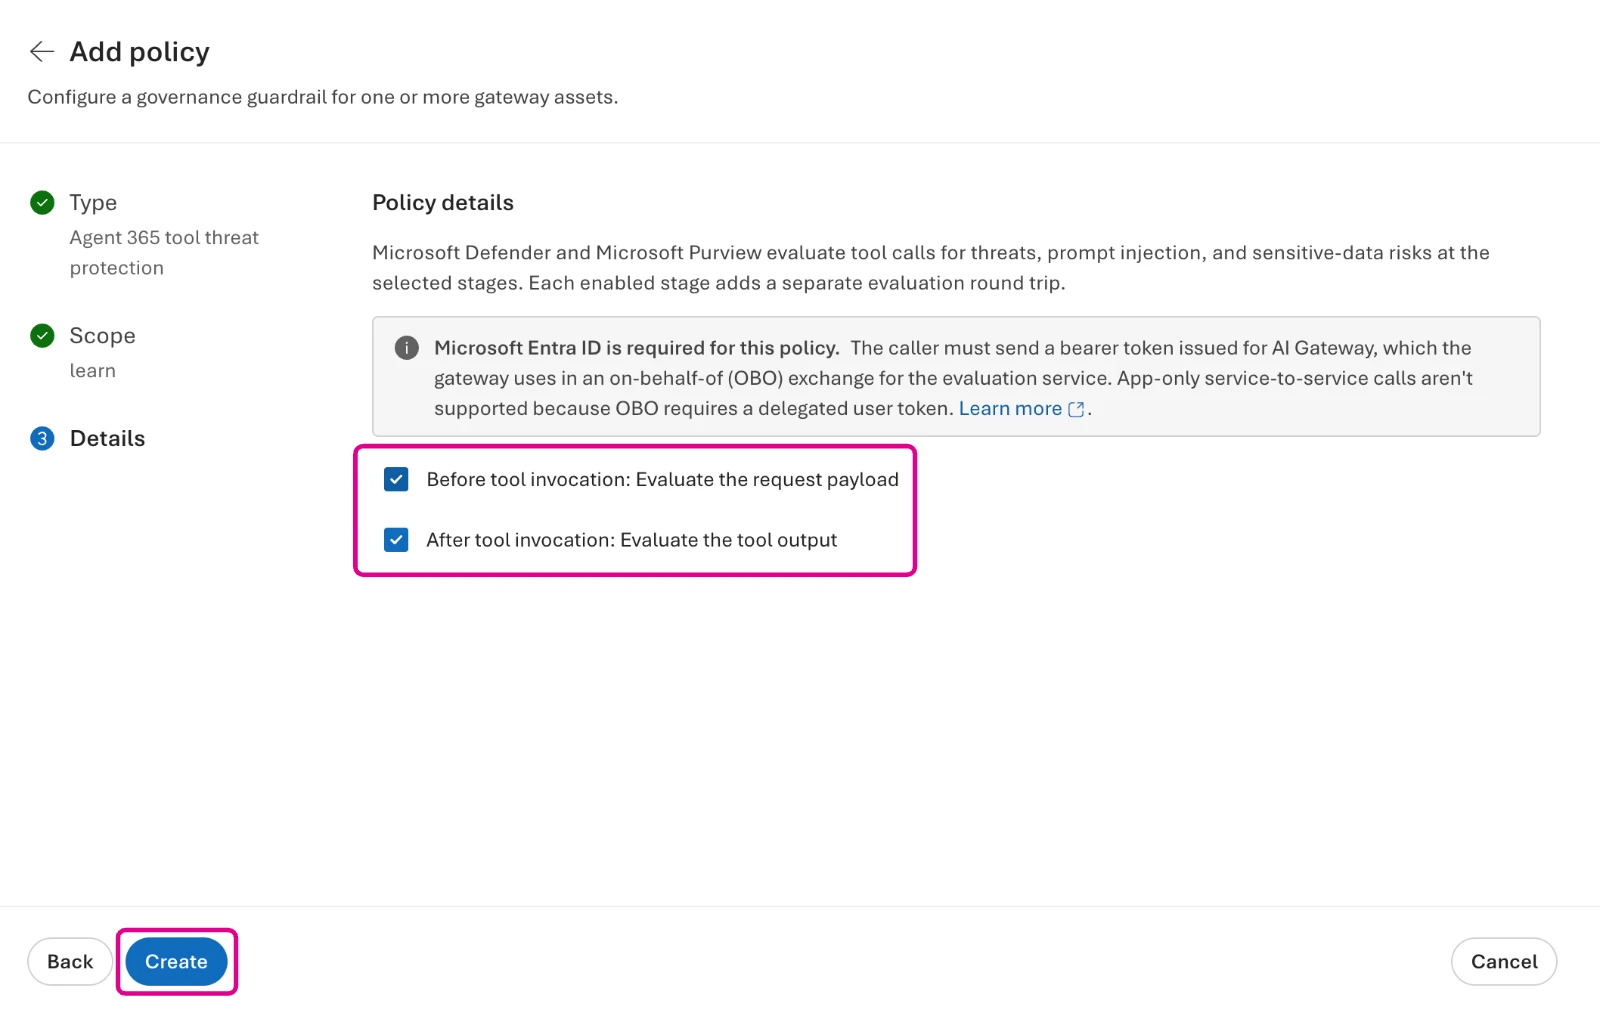 Add policy
Configure a governance guardrail for one or more gateway assets.
Type
Agent 365 tool threat
protection
Scope
learn
3 Details
Policy details
Microsoft Defender and Microsoft Purview evaluate tool calls for threats, prompt injection, and sensitive-data risks at the
selected stages. Each enabled stage adds a separate evaluation round trip.
Microsoft Entra ID is required for this policy. The caller must send a bearer token issued for AI Gateway, which the
gateway uses in an on-behalf-of (OBO) exchange for the evaluation service. App-only service-to-service calls aren't
supported because OBO requires a delegated user token. Learn more.
Before tool invocation: Evaluate the request payload
After tool invocation: Evaluate the tool output
Back
Create
Cancel